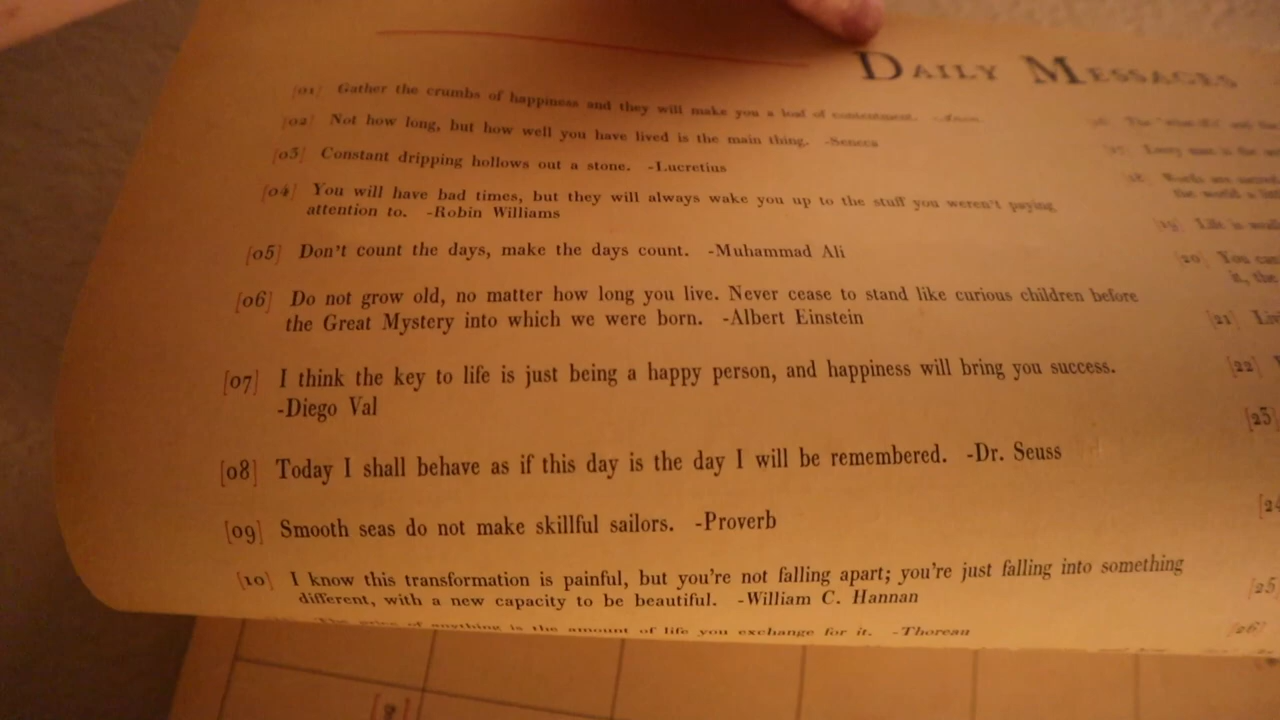 DAILY MESSAGES
[01] Gather the crumbs of happiness and they will make you a loaf of contentment.
[02] Not how long, but how well you have lived is the main thing. -Seneca
[03] Constant dripping hollows out a stone. -Lucretius
[04] You will have bad times, but they will always wake you up to the stuff you weren't paying
attention to. -Robin Williams
[05] Don't count the days, make the days count. -Muhammad Ali
[06] Do not grow old, no matter how long you live. Never cease to stand like curious children before
the Great Mystery into which we were born. -Albert Einstein
[07] I think the key to life is just being a happy person, and happiness will bring you success.
-Diego Val
[08] Today I shall behave as if this day is the day I will be remembered. -Dr. Seuss
[09] Smooth seas do not make skillful sailors. -Proverb
[10] I know this transformation is painful, but you're not falling apart; you're just falling into something
different, with a new capacity to be beautiful. -William C. Hannan
The price of anything is the amount of life you exchange for it. -Thoreau
the world a
[19] Life is
[20] You can
it, the
[21]
[22]
[23]
[25]
[26]